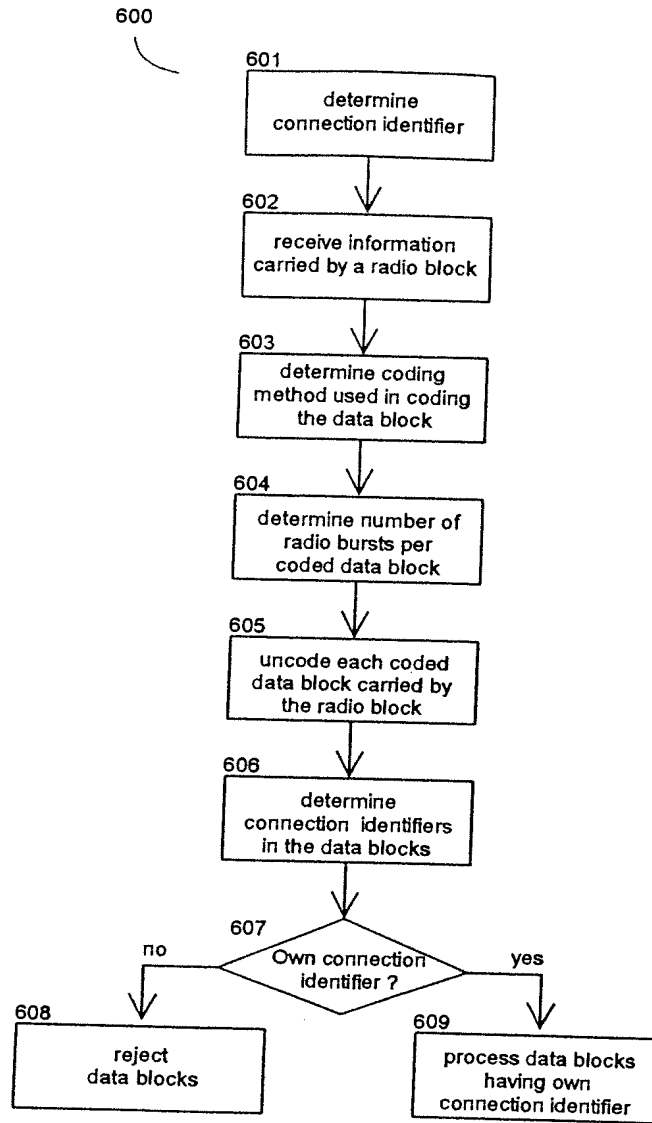 600
601
determine
connection identifier
602
receive information
carried by a radio block
603
determine coding
method used in coding
the data block
604
determine number of
radio bursts per
coded data block
605
uncode each coded
data block carried by
the radio block
606
determine
connection identifiers
in the data blocks
607
no
Own connection
identifier ?
yes
608
reject
data blocks
609
process data blocks
having own
connection identifier